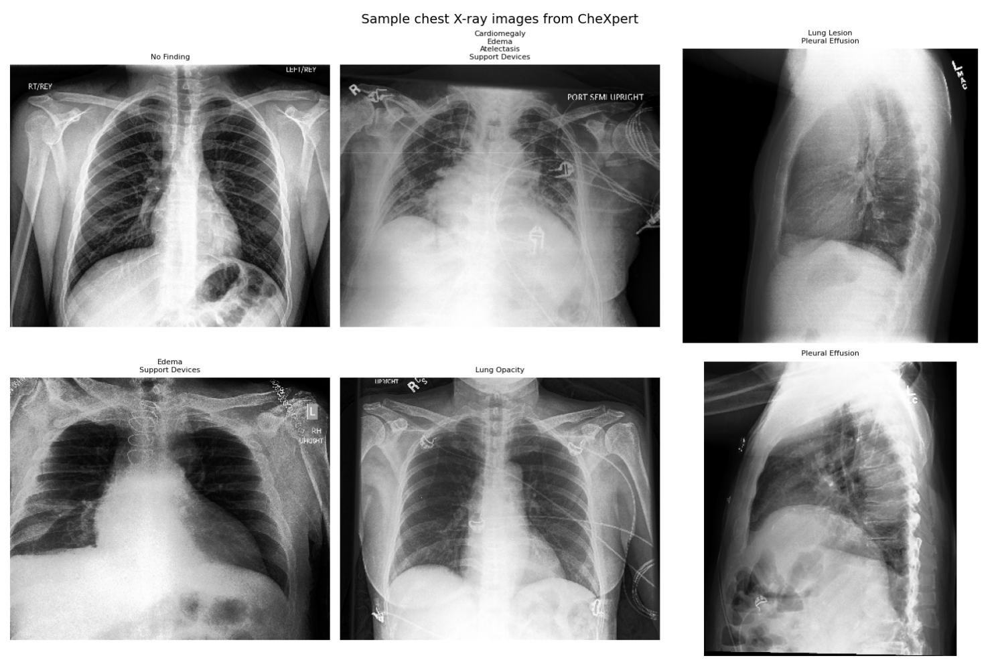 Sample chest X-ray images from CheXpert
No Finding
Cardiomegaly
Edema
Atelectasis
Support Devices
Lung Lesion
Pleural Effusion
LEFT/REY
RT/REY
R
PORT SEMI UPRIGHT
Edema
Support Devices
Lung Opacity
Pleural Effusion
L
RH
UPRIGHT
UPRIGHT
R